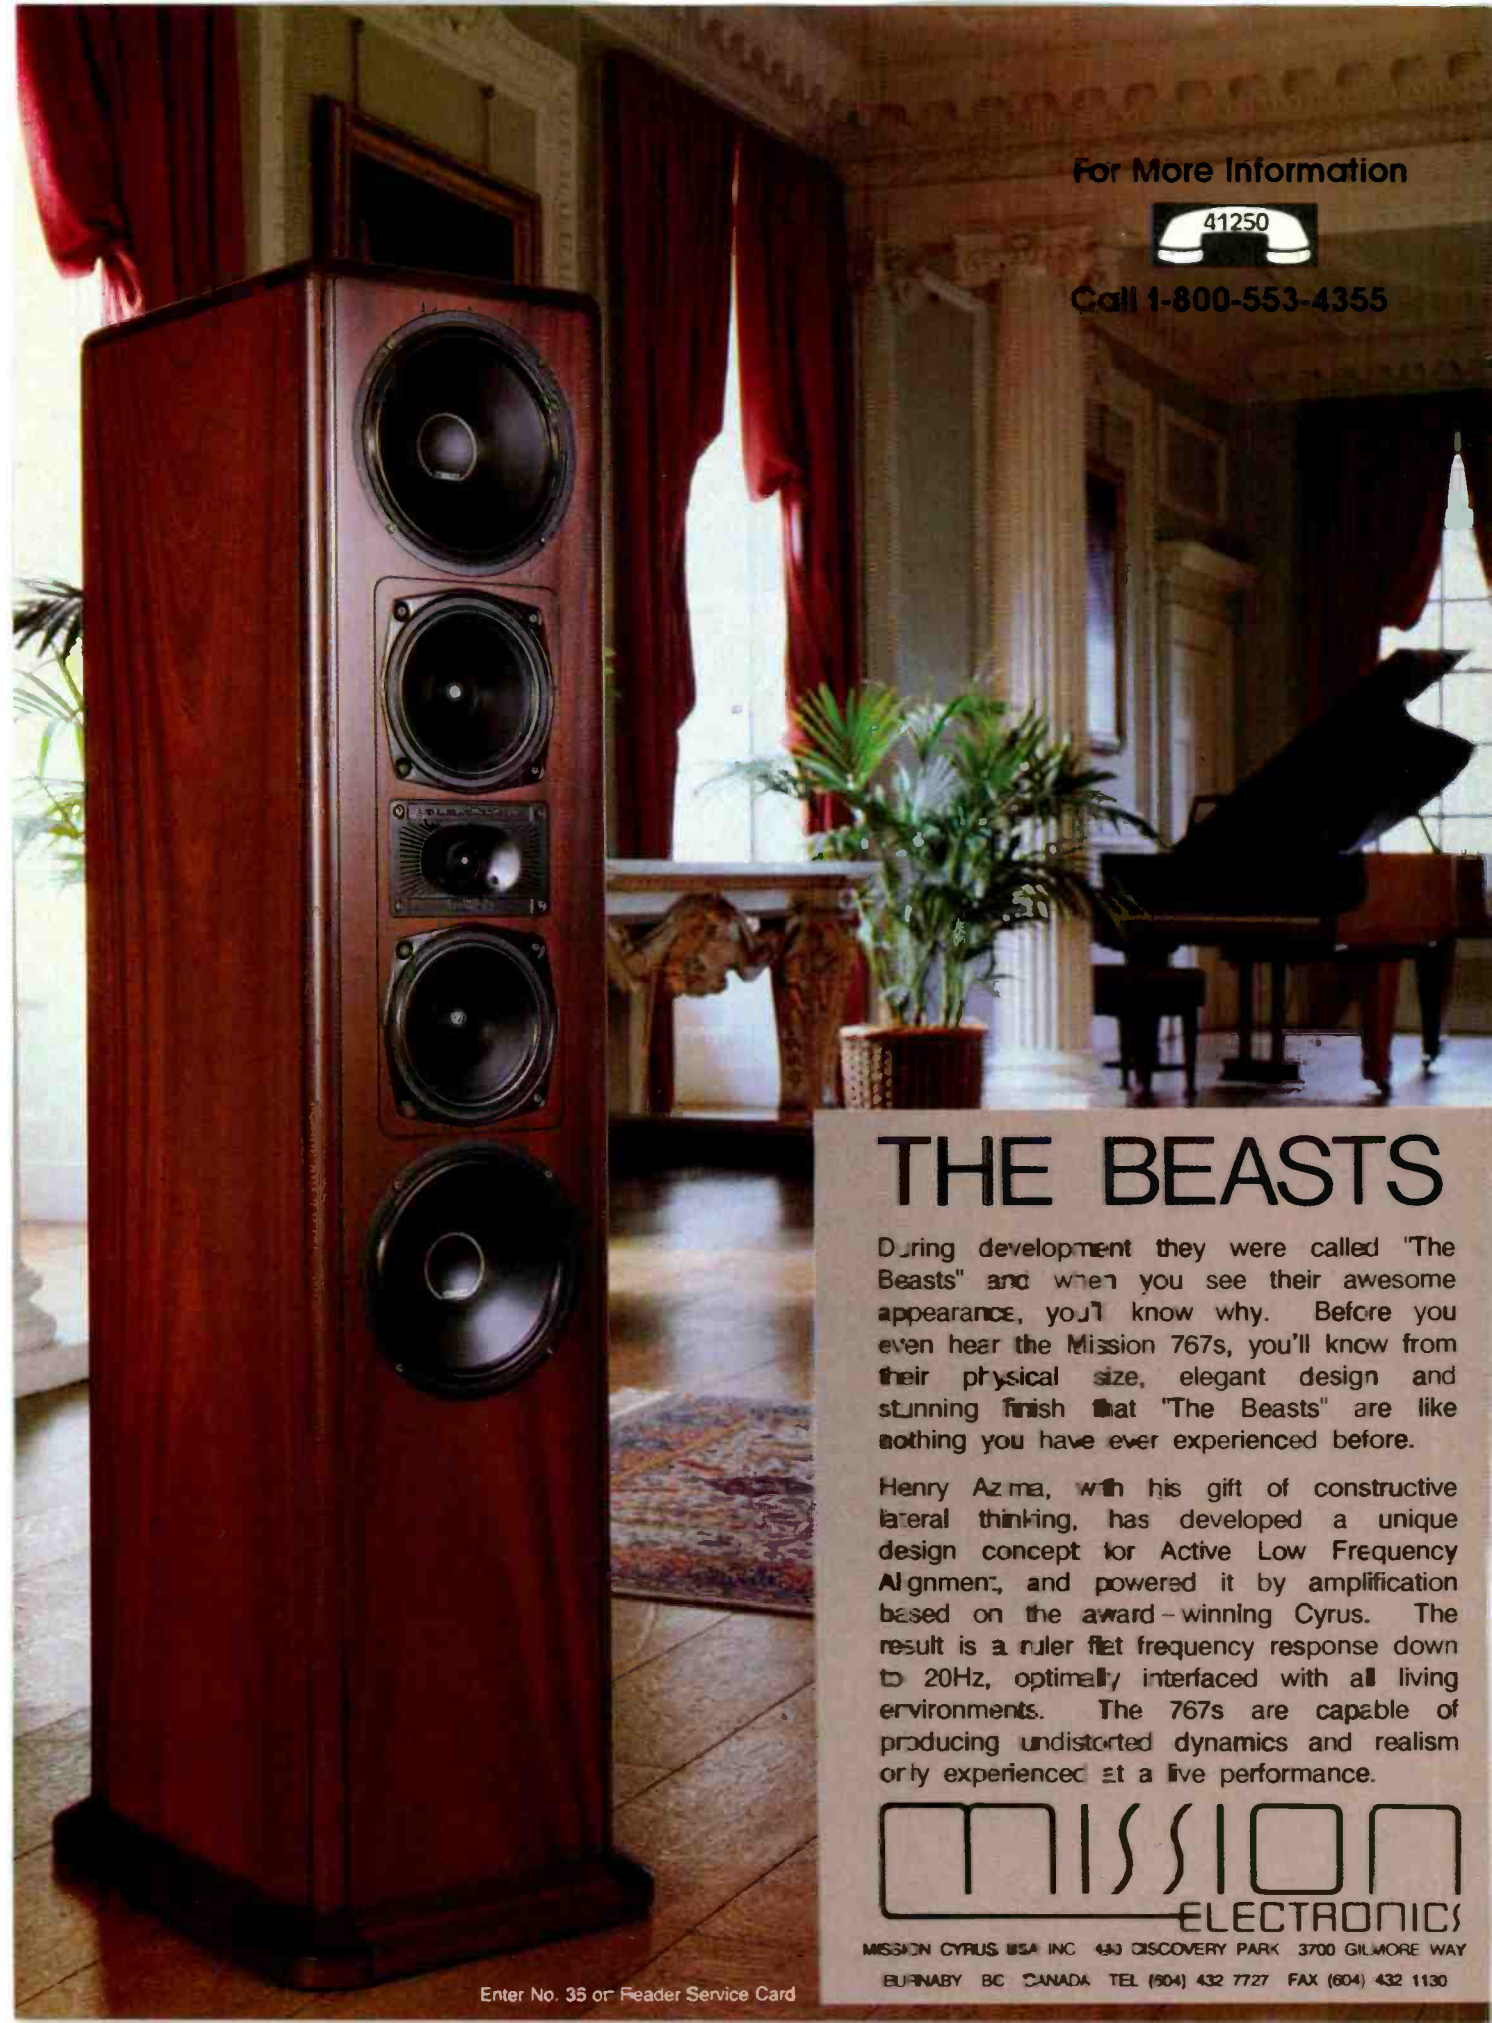 For More Information
41250
Call 1-800-553-4355
THE BEASTS
During development they were called "The
Beasts" and when you see their awesome
appearance, you'll know why. Before you
even hear the Mission 767s, you'll know from
their physical size, elegant design and
stunning finish that "The Beasts" are like
nothing you have ever experienced before.
Henry Azima, with his gift of constructive
lateral thinking, has developed a unique
design concept for Active Low Frequency
Alignment, and powered it by amplification
based on the award-winning Cyrus. The
result is a ruler flat frequency response down
to 20Hz, optimally interfaced with all living
environments. The 767s are capable of
producing undistorted dynamics and realism
only experienced at a live performance.
mission
ELECTRONICS
MISSION CYRUS USA INC DISCOVERY PARK 3700 GILMORE WAY
BURNABY BC CANADA TEL (604) 432 7727 FAX (604) 432 1130
Enter No. 35 on Reader Service Card